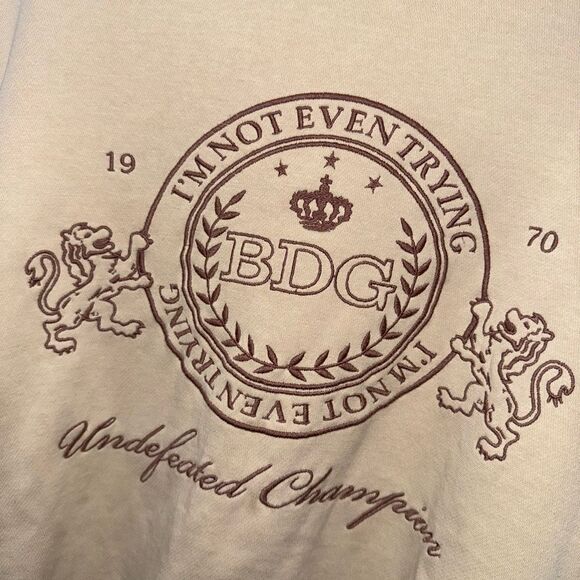 I'M NOT EVEN TRYING
19
70
BDG
I'M NOT EVEN TRYING
Undefeated Champion